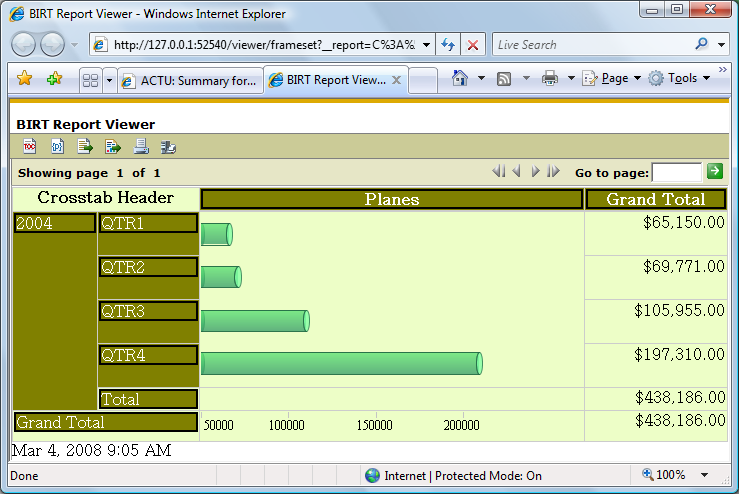 BIRT Report Viewer - Windows Internet Explorer
http://127.0.0.1:52540/viewer/frameset?__report=C%3A%
Live Search
ACTU: Summary for...
BIRT Report View...
Page
Tools
BIRT Report Viewer
TOC
Showing page 1 of 1
Go to page:
Crosstab Header Planes Grand Total
2004 QTR1 $65,150.00
QTR2 $69,771.00
QTR3 $105,955.00
QTR4 $197,310.00
Total $438,186.00
Grand Total 50000 100000 150000 200000 $438,186.00
Mar 4, 2008 9:05 AM
Done Internet | Protected Mode: On 100%